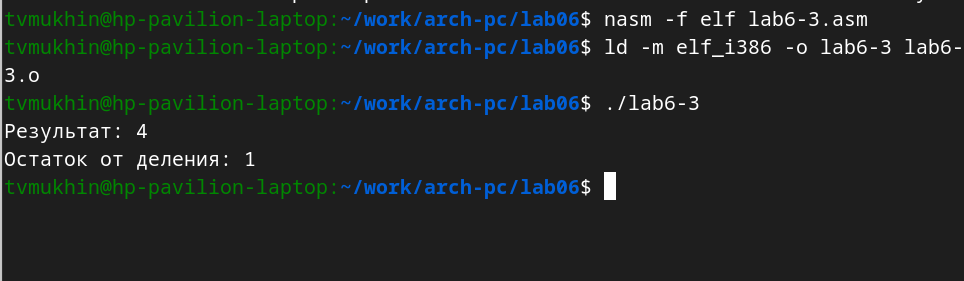 tvmukhin@hp-pavilion-laptop:~/work/arch-pc/lab06$ nasm -f elf lab6-3.asm
tvmukhin@hp-pavilion-laptop:~/work/arch-pc/lab06$ ld -m elf_i386 -o lab6-3 lab6-
3.o
tvmukhin@hp-pavilion-laptop:~/work/arch-pc/lab06$ ./lab6-3
Результат: 4
Остаток от деления: 1
tvmukhin@hp-pavilion-laptop:~/work/arch-pc/lab06$